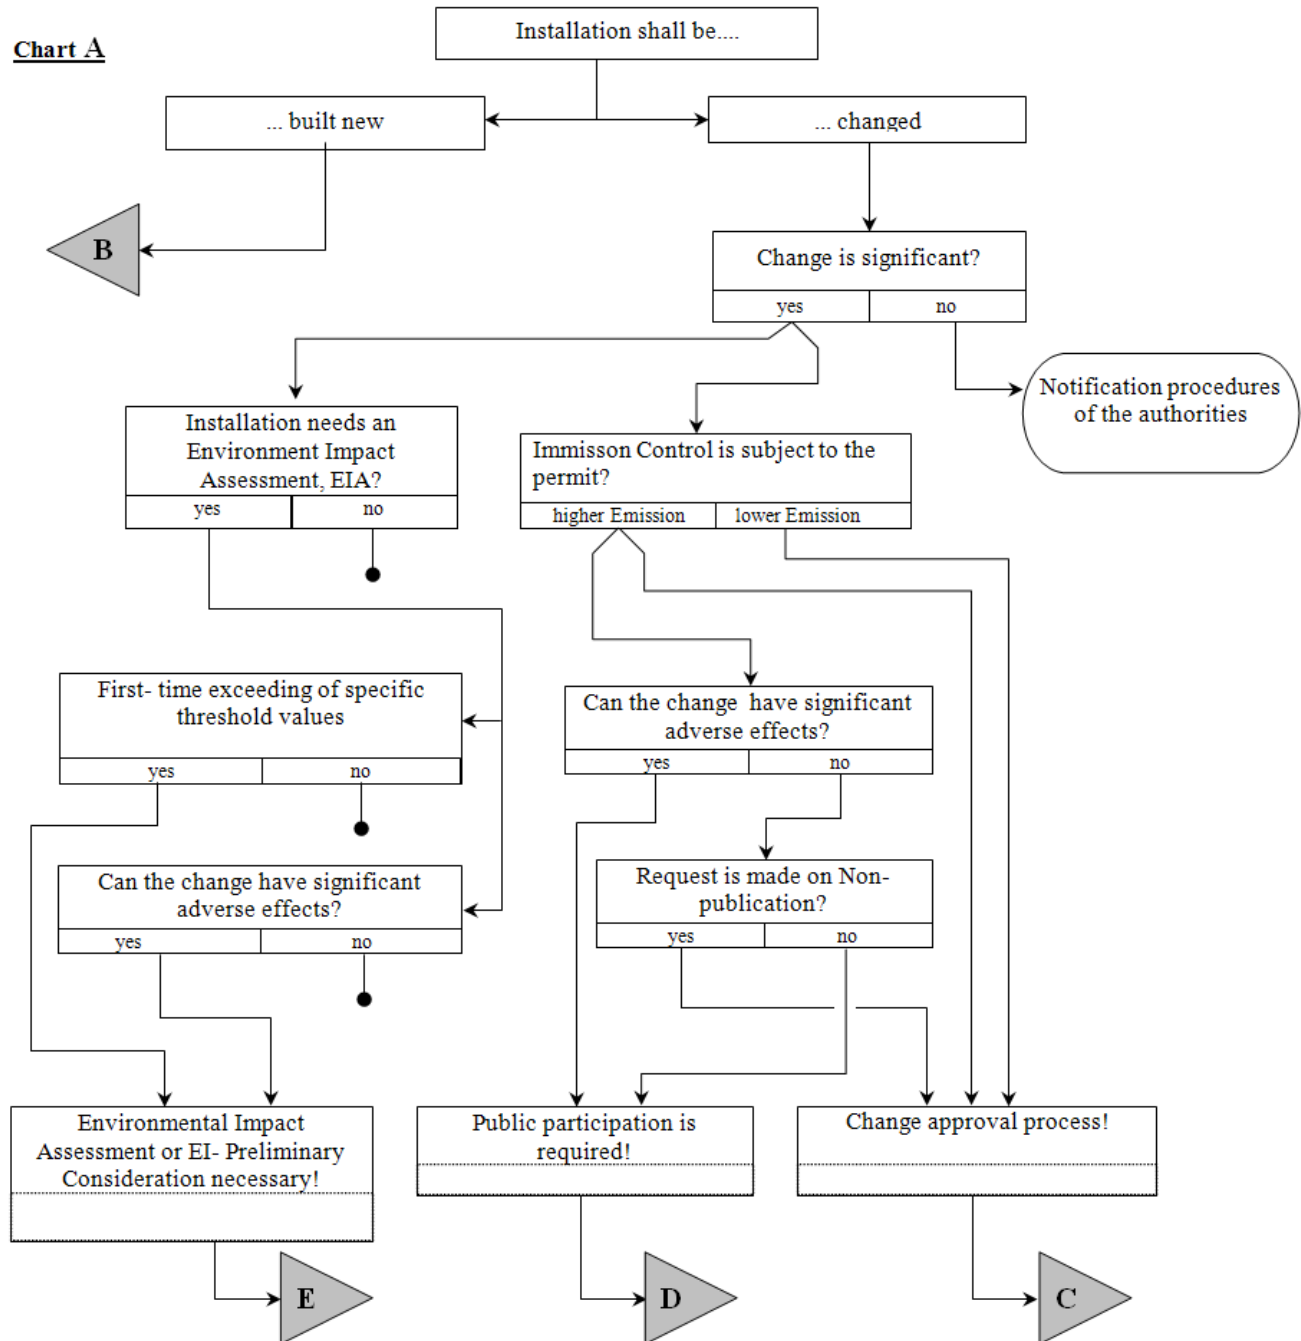 Chart A
Installation shall be....
... built new
... changed
B
Change is significant?
yes
no
Notification procedures
of the authorities
Installation needs an
Environment Impact
Assessment, EIA?
yes
no
Immisson Control is subject to the
permit?
higher Emission
lower Emission
First- time exceeding of specific
threshold values
yes
no
Can the change have significant
adverse effects?
yes
no
Can the change have significant
adverse effects?
yes
no
Request is made on Non-
publication?
yes
no
Environmental Impact
Assessment or EI- Preliminary
Consideration necessary!
Public participation is
required!
Change approval process!
E
D
C